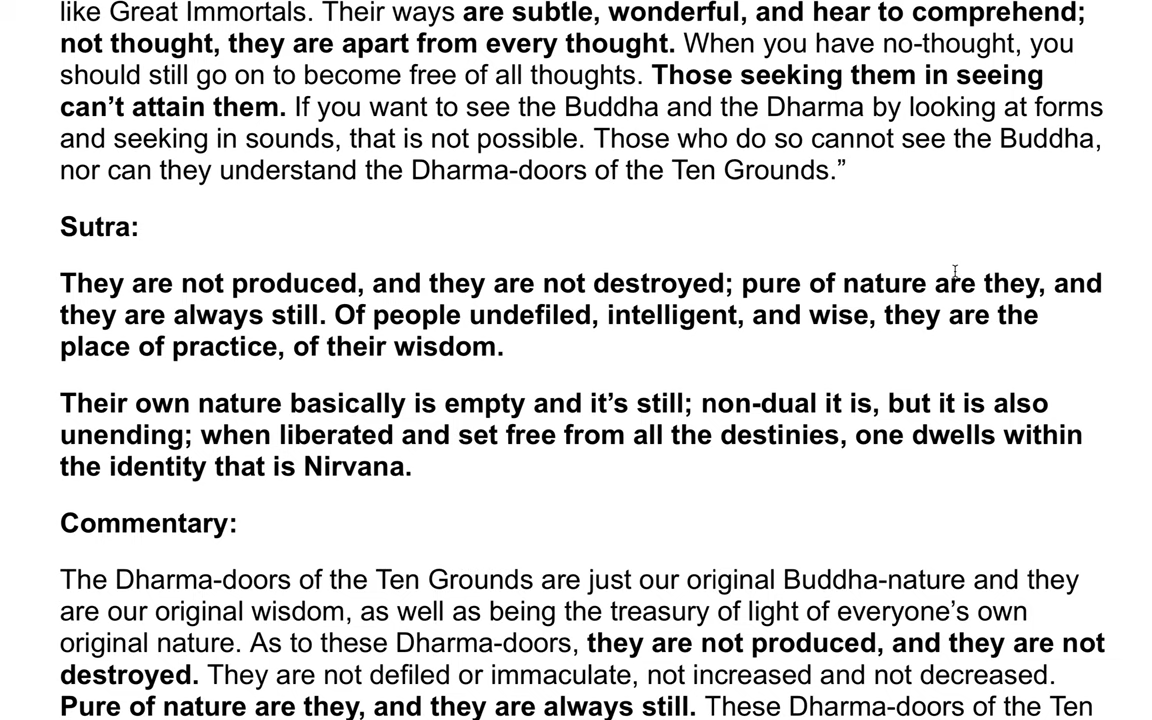 like Great Immortals. Their ways are subtle, wonderful, and hear to comprehend;
not thought, they are apart from every thought. When you have no-thought, you
should still go on to become free of all thoughts. Those seeking them in seeing
can’t attain them. If you want to see the Buddha and the Dharma by looking at forms
and seeking in sounds, that is not possible. Those who do so cannot see the Buddha,
nor can they understand the Dharma-doors of the Ten Grounds.”
Sutra:
They are not produced, and they are not destroyed; pure of nature are they, and
they are always still. Of people undefiled, intelligent, and wise, they are the
place of practice, of their wisdom.
Their own nature basically is empty and it’s still; non-dual it is, but it is also
unending; when liberated and set free from all the destinies, one dwells within
the identity that is Nirvana.
Commentary:
The Dharma-doors of the Ten Grounds are just our original Buddha-nature and they
are our original wisdom, as well as being the treasury of light of everyone’s own
original nature. As to these Dharma-doors, they are not produced, and they are not
destroyed. They are not defiled or immaculate, not increased and not decreased.
Pure of nature are they, and they are always still. These Dharma-doors of the Ten